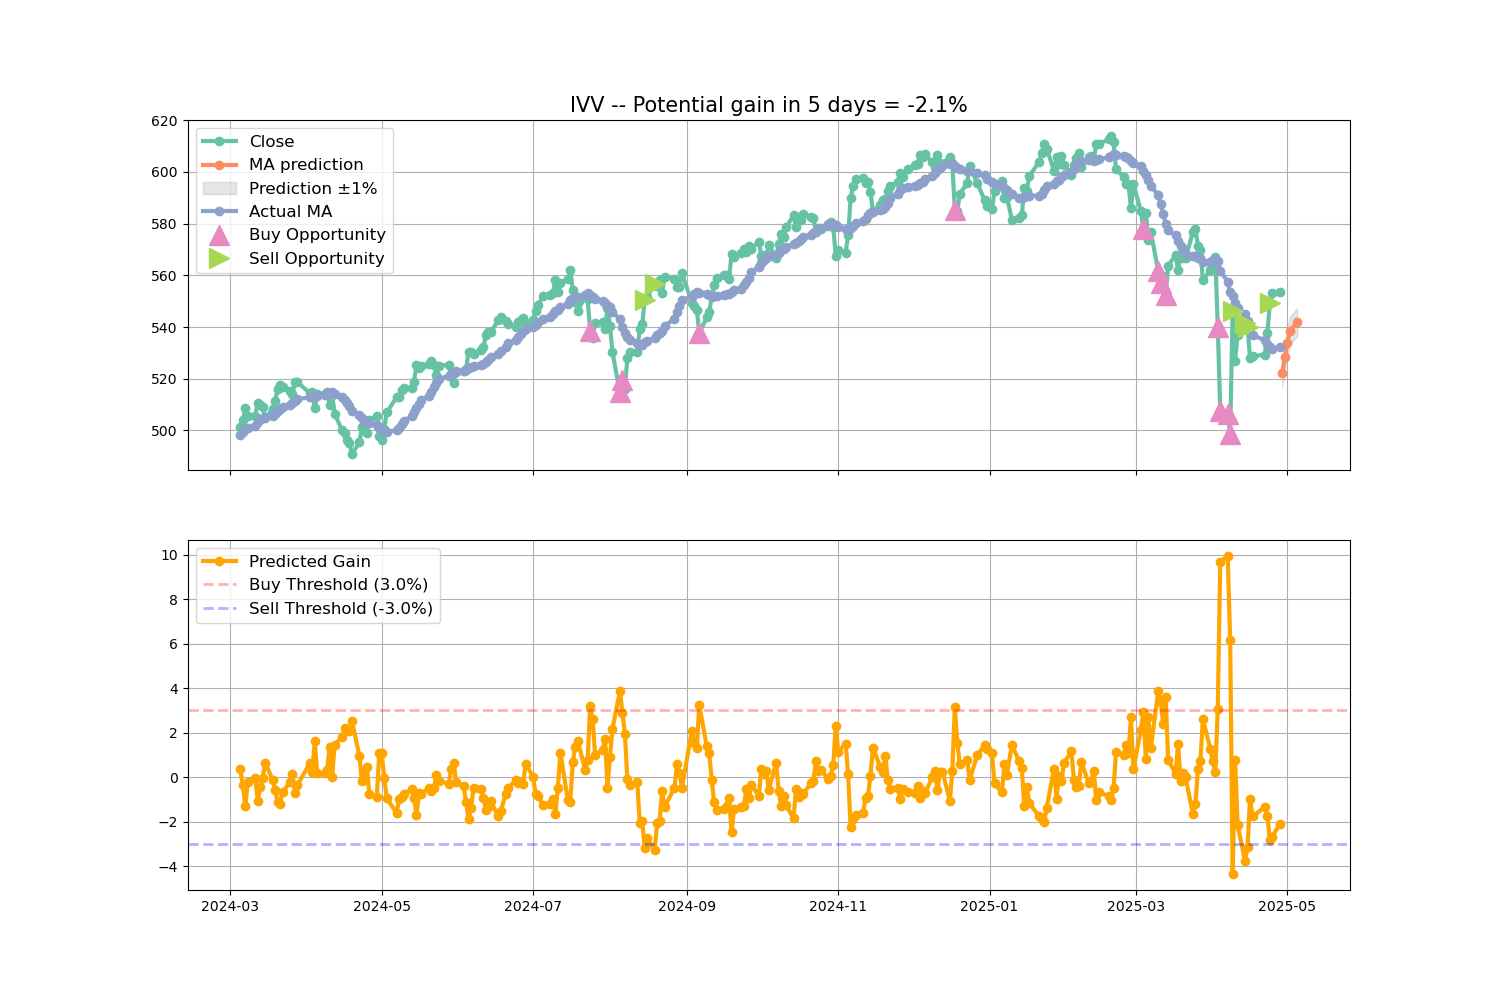 IVV -- Potential gain in 5 days = -2.1%
620
600
580
560
540
520
500
Close
MA prediction
Prediction ±1%
Actual MA
Buy Opportunity
Sell Opportunity
10
8
6
4
2
0
−2
−4
Predicted Gain
Buy Threshold (3.0%)
Sell Threshold (-3.0%)
2024-03
2024-05
2024-07
2024-09
2024-11
2025-01
2025-03
2025-05